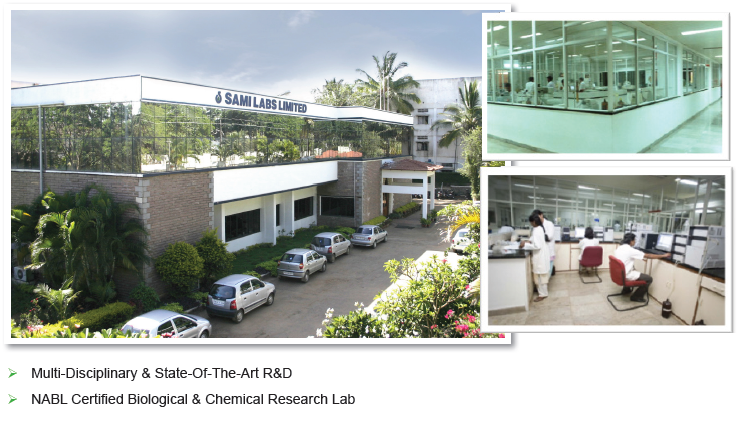 SAMI LABS LIMITED
Multi-Disciplinary & State-Of-The-Art R&D
NABL Certified Biological & Chemical Research Lab